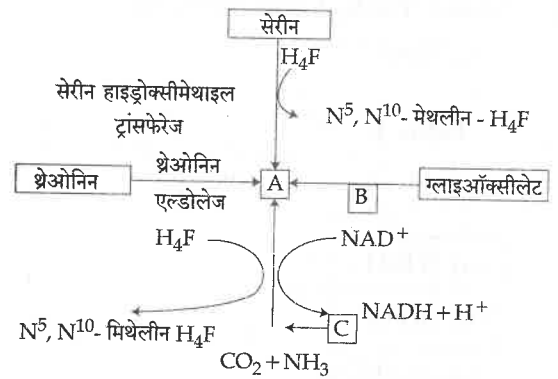 सेरीन
H₄F
सेरीन हाइड्रोक्सीमेथाइल
ट्रांसफेरेज
N⁵, N¹⁰- मेथलीन - H₄F
थ्रेओनिन
थ्रेओनिन
एल्डोलेज
A
B
ग्लाइऑक्सीलेट
H₄F
NAD⁺
N⁵, N¹⁰- मिथेलीन H₄F
NADH + H⁺
C
CO₂ + NH₃